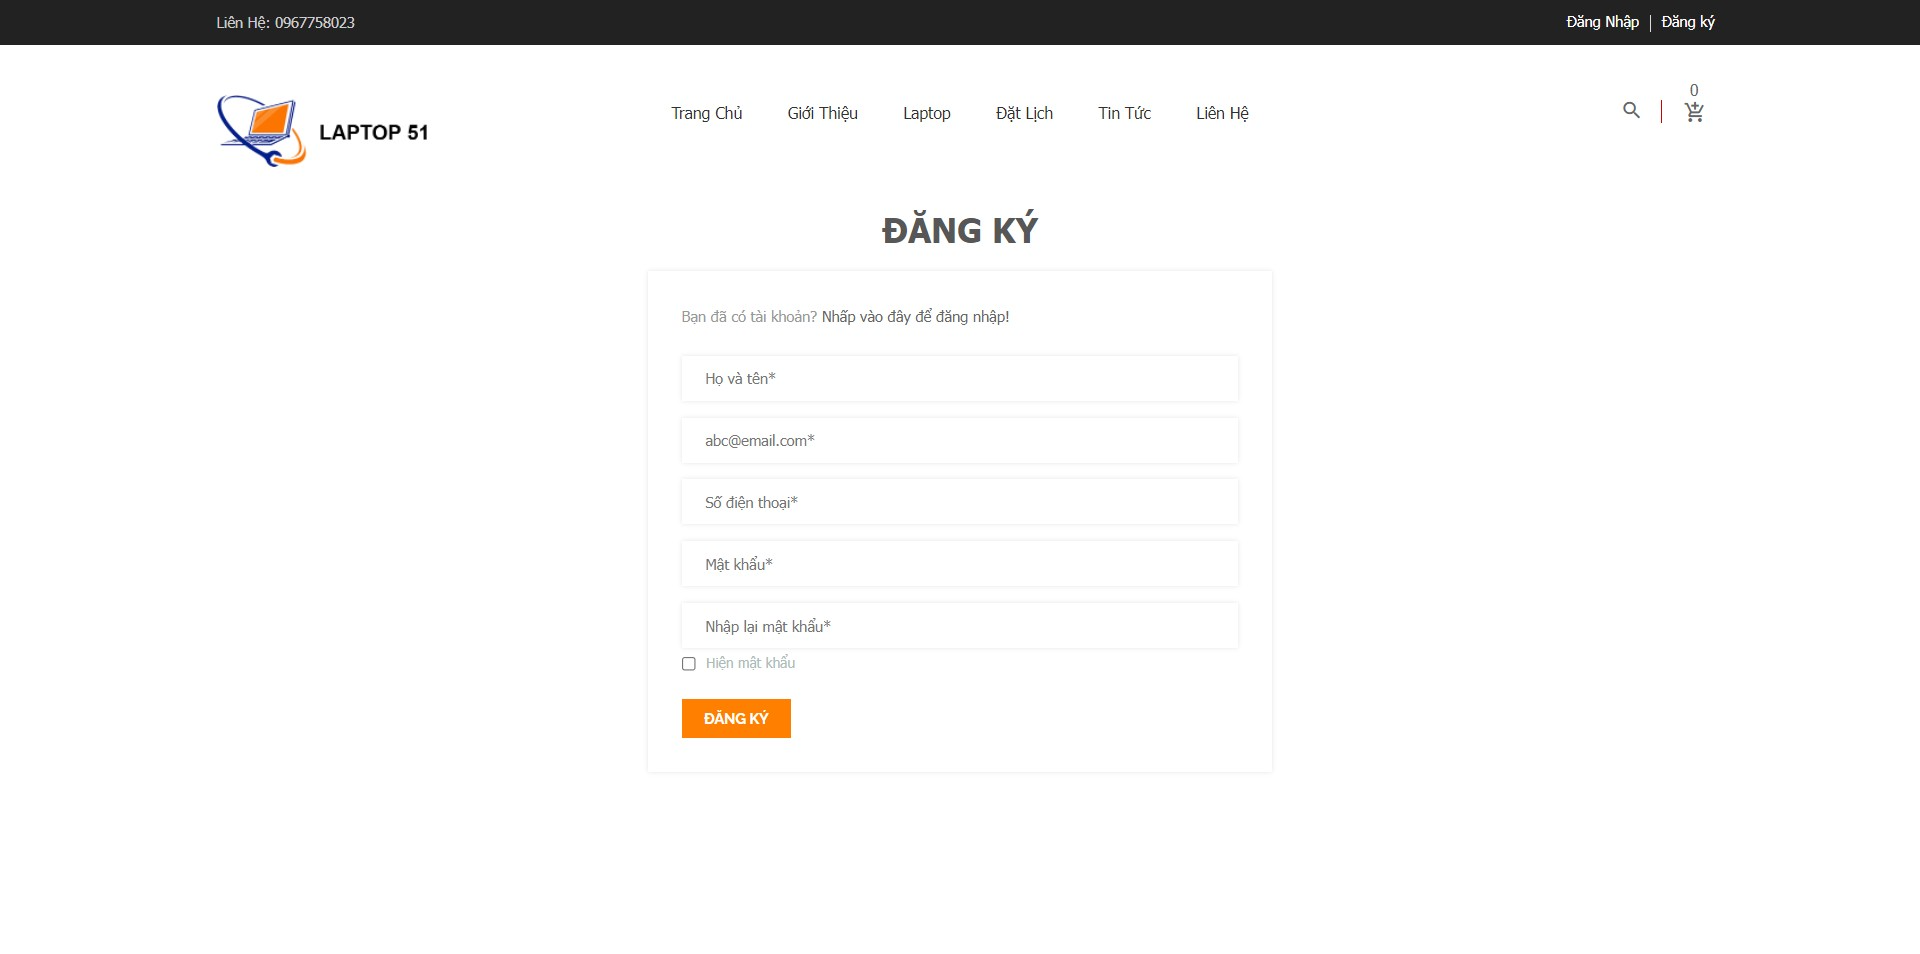 Liên Hệ: 0967758023
Đăng Nhập
Đăng ký
LAPTOP 51
Trang Chủ
Giới Thiệu
Laptop
Đặt Lịch
Tin Tức
Liên Hệ
0
ĐĂNG KÝ
Bạn đã có tài khoản? Nhấp vào đây để đăng nhập!
Họ và tên*
abc@email.com*
Số điện thoại*
Mật khẩu*
Nhập lại mật khẩu*
Hiện mật khẩu
ĐĂNG KÝ